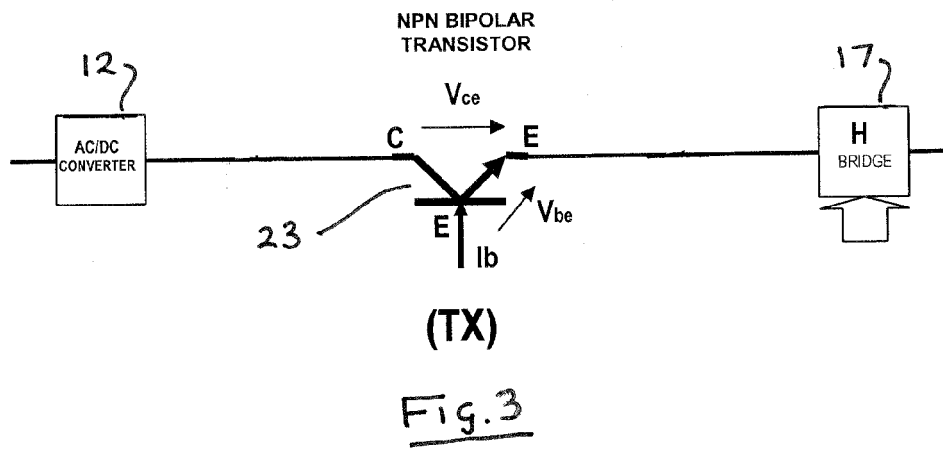 NPN BIPOLAR
TRANSISTOR
12
17
Vce
C
E
AC/DC
CONVERTER
H
BRIDGE
23
E
Vbe
Ib
(TX)
Fig.3